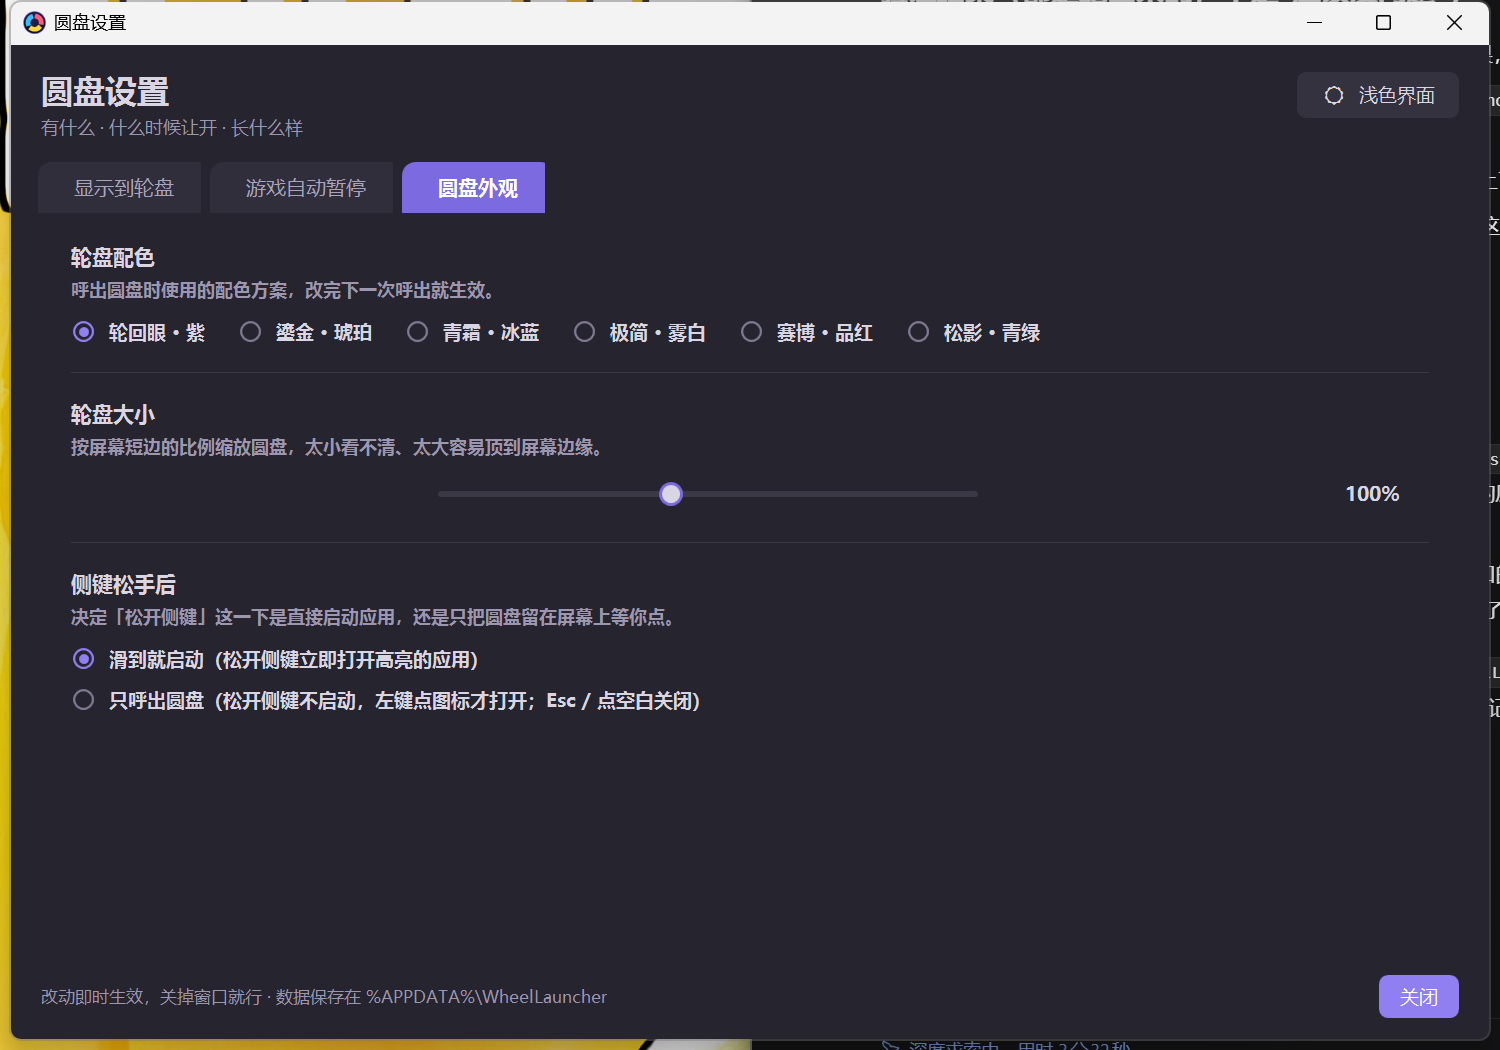 圆盘设置
圆盘设置
浅色界面
有什么 · 什么时候让开 · 长什么样
显示到轮盘
游戏自动暂停
圆盘外观
轮盘配色
呼出圆盘时使用的配色方案，改完下一次呼出就生效。
轮回眼・紫
鎏金・琥珀
青霜・冰蓝
极简・雾白
赛博・品红
松影・青绿
轮盘大小
按屏幕短边的比例缩放圆盘，太小看不清、太大容易顶到屏幕边缘。
100%
侧键松手后
决定「松开侧键」这一下是直接启动应用，还是只把圆盘留在屏幕上等你点。
滑到就启动（松开侧键立即打开高亮的应用）
只呼出圆盘（松开侧键不启动，左键点图标才打开；Esc / 点空白关闭）
改动即时生效，关掉窗口就行 · 数据保存在 %APPDATA%\WheelLauncher
关闭